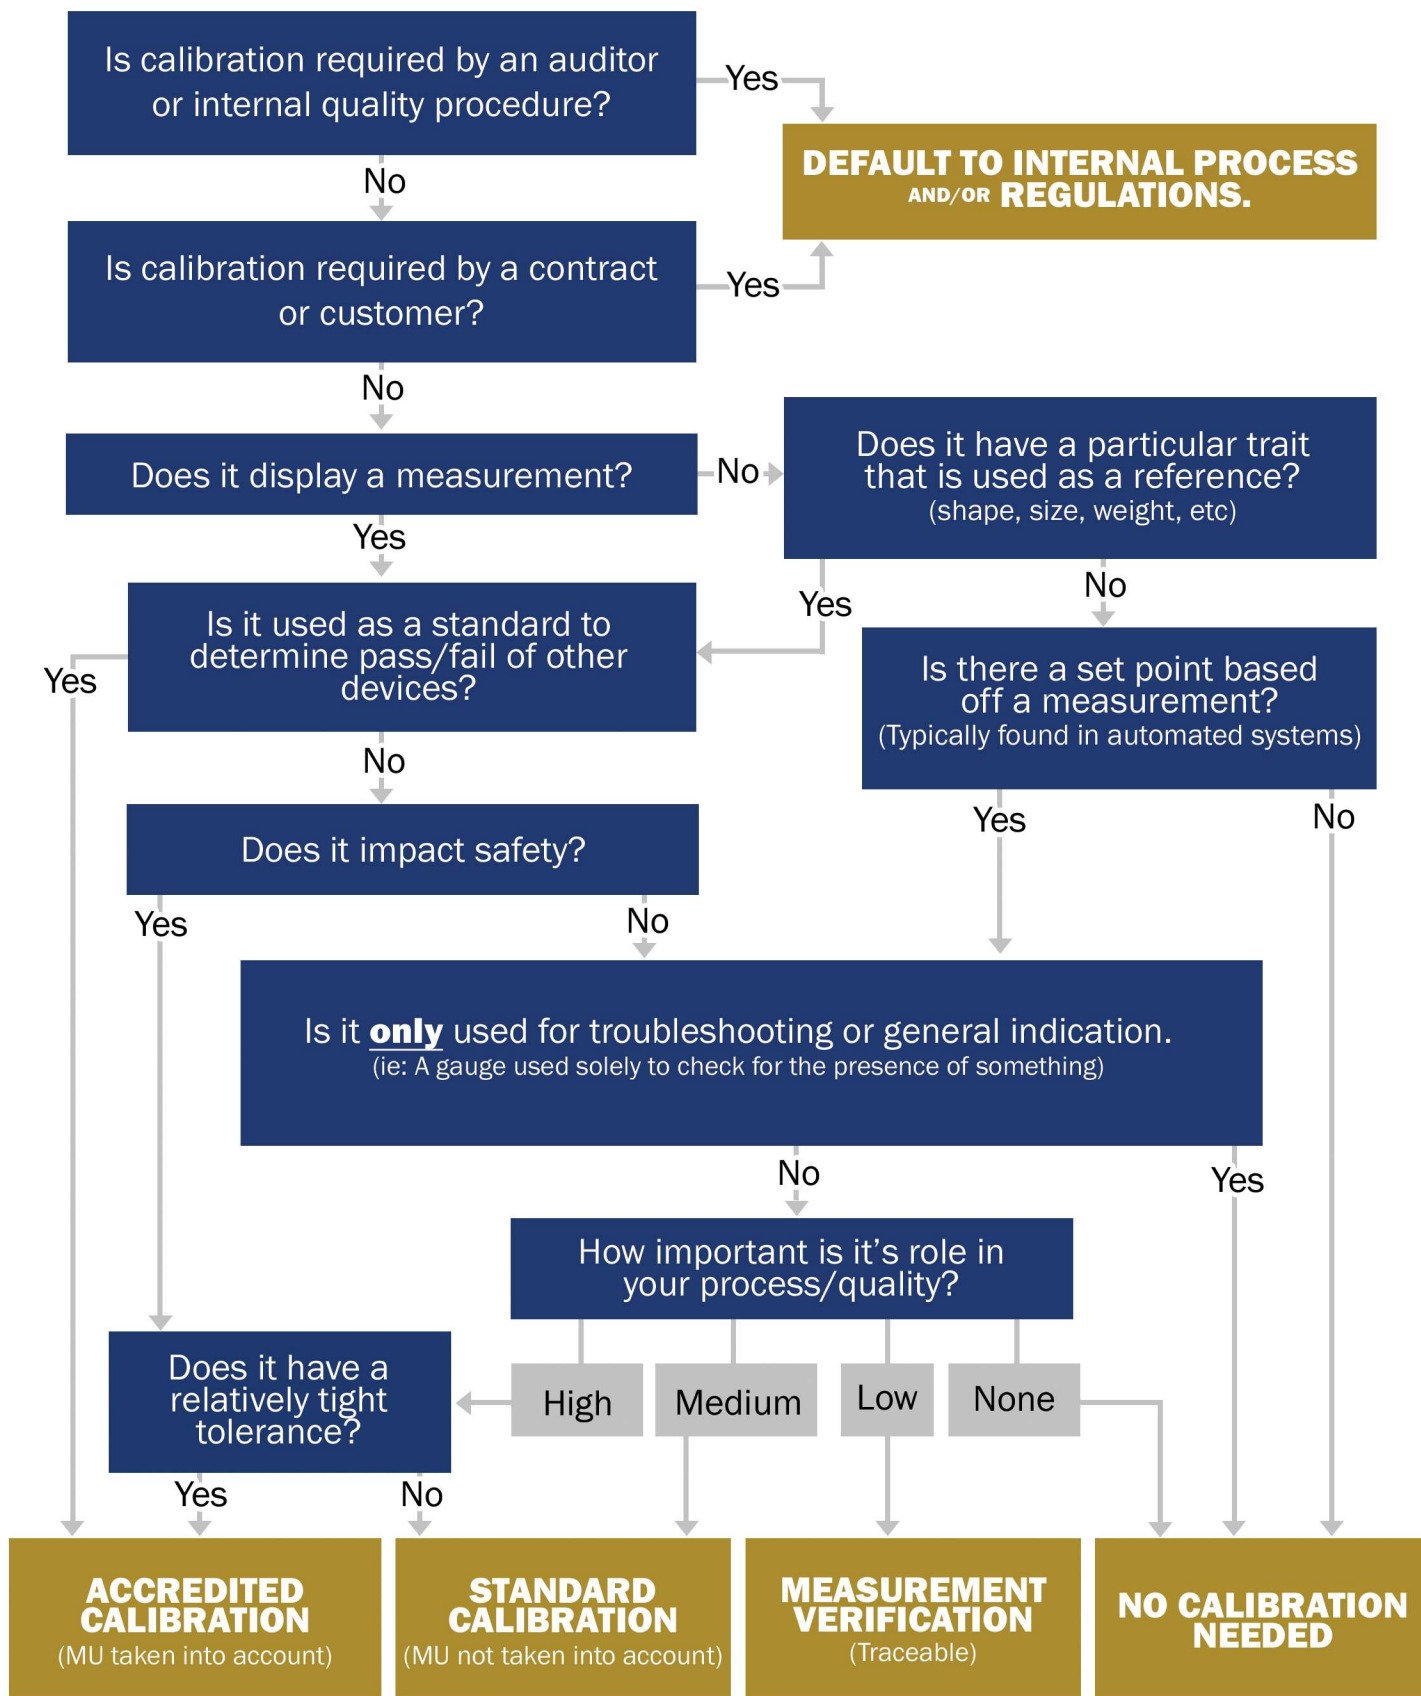 Is calibration required by an auditor
or internal quality procedure?
Yes
DEFAULT TO INTERNAL PROCESS
AND/OR REGULATIONS.
No
Is calibration required by a contract
or customer?
Yes
No
Does it display a measurement?
No
Does it have a particular trait
that is used as a reference?
(shape, size, weight, etc)
Yes
Yes
No
Is it used as a standard to
determine pass/fail of other
devices?
Yes
Is there a set point based
off a measurement?
(Typically found in automated systems)
No
Yes
No
Does it impact safety?
Yes
No
Is it only used for troubleshooting or general indication.
(ie: A gauge used solely to check for the presence of something)
No
Yes
How important is it's role in
your process/quality?
High
Medium
Low
None
Does it have a
relatively tight
tolerance?
Yes
No
ACCREDITED
CALIBRATION
(MU taken into account)
STANDARD
CALIBRATION
(MU not taken into account)
MEASUREMENT
VERIFICATION
(Traceable)
NO CALIBRATION
NEEDED